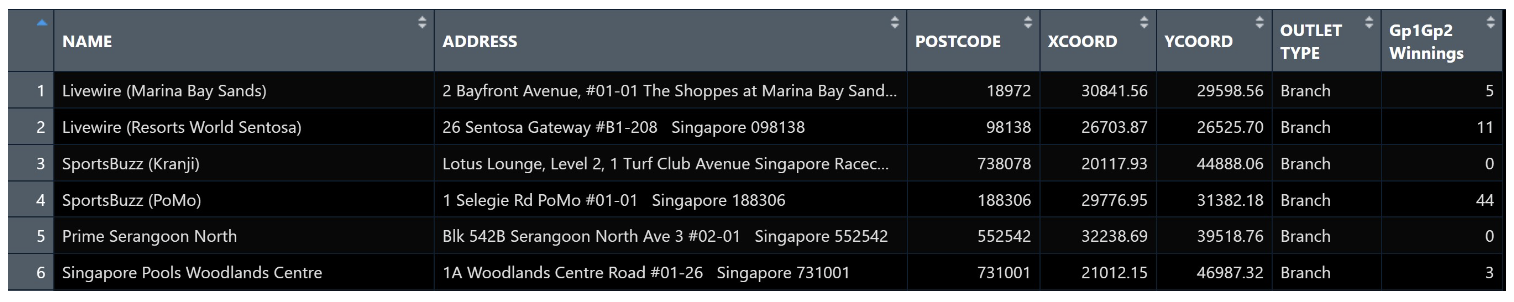 NAME ADDRESS POSTCODE XCOORD YCOORD OUTLET TYPE Gp1Gp2 Winnings
1 Livewire (Marina Bay Sands) 2 Bayfront Avenue, #01-01 The Shoppes at Marina Bay Sand... 18972 30841.56 29598.56 Branch 5
2 Livewire (Resorts World Sentosa) 26 Sentosa Gateway #B1-208 Singapore 098138 98138 26703.87 26525.70 Branch 11
3 SportsBuzz (Kranji) Lotus Lounge, Level 2, 1 Turf Club Avenue Singapore Racec... 738078 20117.93 44888.06 Branch 0
4 SportsBuzz (PoMo) 1 Selegie Rd PoMo #01-01 Singapore 188306 188306 29776.95 31382.18 Branch 44
5 Prime Serangoon North Blk 542B Serangoon North Ave 3 #02-01 Singapore 552542 552542 32238.69 39518.76 Branch 0
6 Singapore Pools Woodlands Centre 1A Woodlands Centre Road #01-26 Singapore 731001 731001 21012.15 46987.32 Branch 3